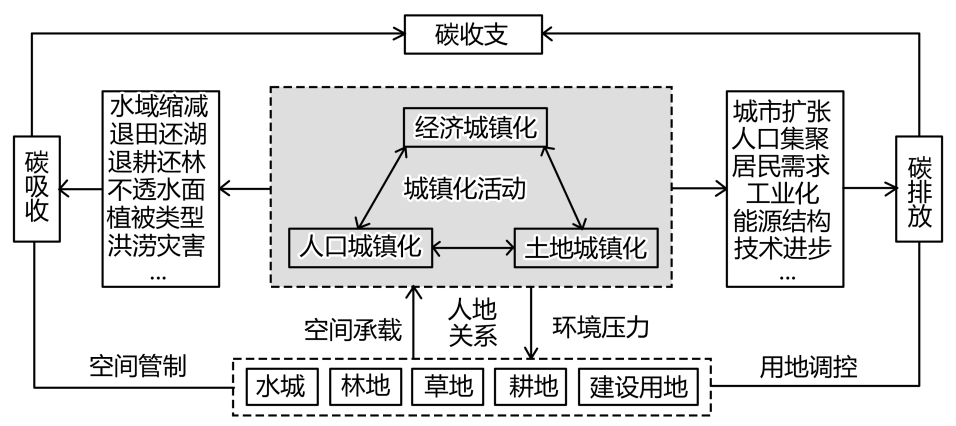 碳收支
水域缩减
退田还湖
退耕还林
不透水面
植被类型
洪涝灾害
...
碳吸收
经济城镇化
城镇化活动
人口城镇化
土地城镇化
城市扩张
人口集聚
居民需求
工业化
能源结构
技术进步
...
碳排放
空间承载
人地
关系
环境压力
空间管制
用地调控
水城
林地
草地
耕地
建设用地